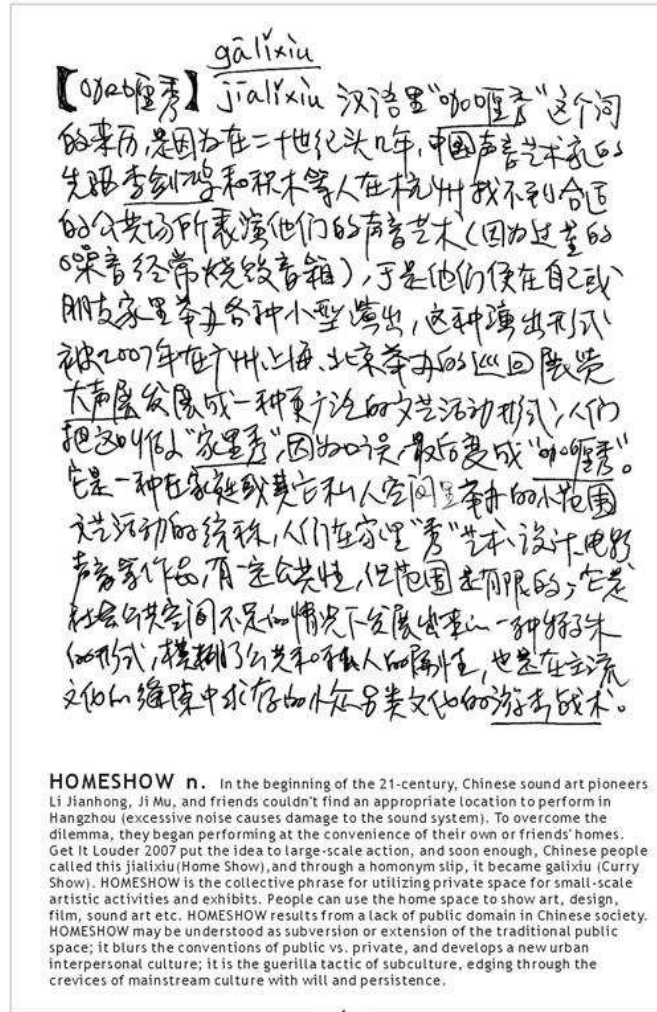 gālíxiù
【咖喱秀】jiālǐxiù 汉语里“咖喱秀”这个词
的来历,是因为在二十世纪头几年,中国声音艺术家的
先驱李剑鸿和积木等人在杭州找不到合适
的公共场所表演他们的声音艺术(因为过量的
噪音经常烧毁音箱),于是他们便在自己或
朋友家里举办各种小型演出,这种演出形式
被2007年在广州、上海、北京举办的巡回展览
大声展发展成一种更广泛的文艺活动形式,人们
把这叫做“家里秀”,因为口误,最后变成“咖喱秀”。
它是一种在家庭或其它私人空间里举办的小范围
文艺活动的统称,人们在家里“秀”艺术、设计、电影
声音等作品,有一定公共性,但范围是有限的;它是
社会公共空间不足的情况下发展出来的一种特殊
的形式,模糊了公共和私人的属性,也是在主流
文化的缝隙中求存的小众另类文化的游击战术。
HOMESHOW n. In the beginning of the 21-century, Chinese sound art pioneers
Li Jianhong, Ji Mu, and friends couldn't find an appropriate location to perform in
Hangzhou (excessive noise causes damage to the sound system). To overcome the
dilemma, they began performing at the convenience of their own or friends' homes.
Get It Louder 2007 put the idea to large-scale action, and soon enough, Chinese people
called this jialixiu(Home Show),and through a homonym slip, it became galixiu (Curry
Show). HOMESHOW is the collective phrase for utilizing private space for small-scale
artistic activities and exhibits. People can use the home space to show art, design,
film, sound art etc. HOMESHOW results from a lack of public domain in Chinese society.
HOMESHOW may be understood as subversion or extension of the traditional public
space; it blurs the conventions of public vs. private, and develops a new urban
interpersonal culture; it is the guerilla tactic of subculture, edging through the
crevices of mainstream culture with will and persistence.